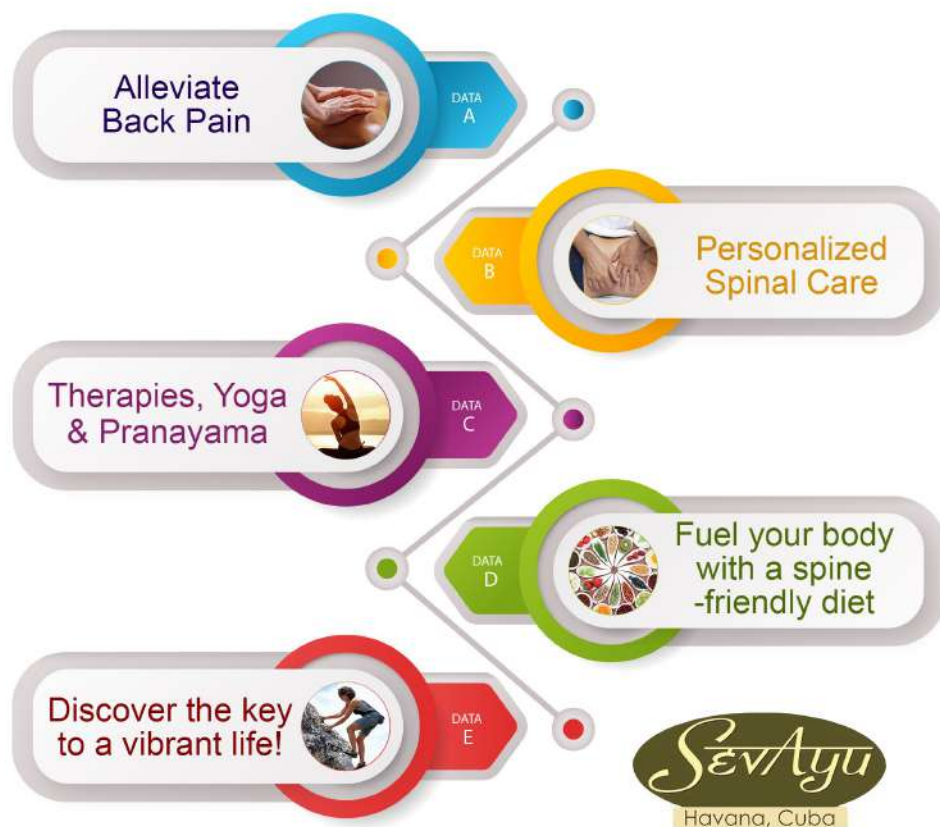 Alleviate
Back Pain
DATA
A
DATA
B
Personalized
Spinal Care
Therapies, Yoga
& Pranayama
DATA
C
DATA
D
Fuel your body
with a spine
-friendly diet
Discover the key
to a vibrant life!
DATA
E
SevAyu
Havana, Cuba